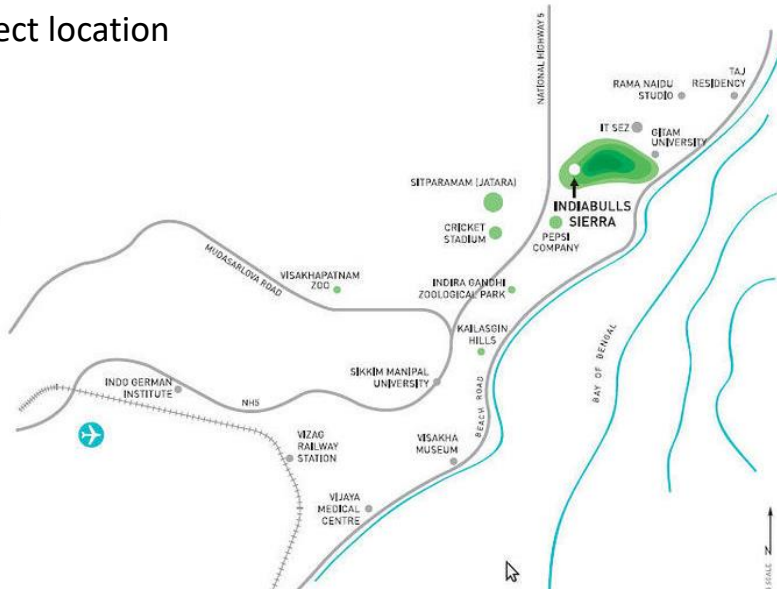 ect location
NATIONAL HIGHWAY 5
TAJ
RESIDENCY
RAMA NAIDU
STUDIO
IT SEZ
GITAM
UNIVERSITY
SITPARAMAM (JATARA)
INDIABULLS
SIERRA
CRICKET
STADIUM
PEPSI
COMPANY
MUDASARLOVA ROAD
VISAKHAPATNAM
ZOO
INDIRA GANDHI
ZOOLOGICAL PARK
KAILASGIN
HILLS
BAY OF BENGAL
SIKKIM MANIPAL
UNIVERSITY
INDO GERMAN
INSTITUTE
NH5
BEACH ROAD
VIZAG
RAILWAY
STATION
VISAKHA
MUSEUM
VIJAYA
MEDICAL
CENTRE
N
SCALE